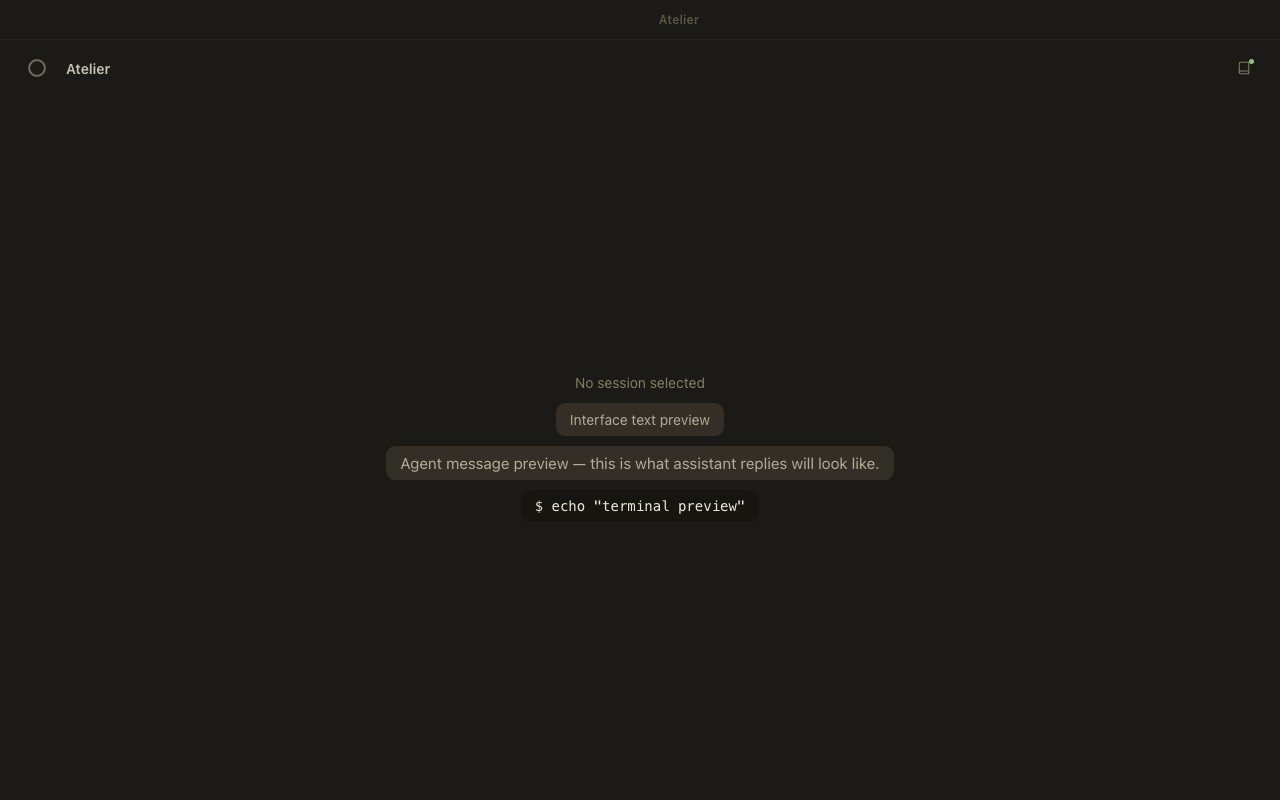 Atelier
Atelier
No session selected
Interface text preview
Agent message preview — this is what assistant replies will look like.
$ echo "terminal preview"